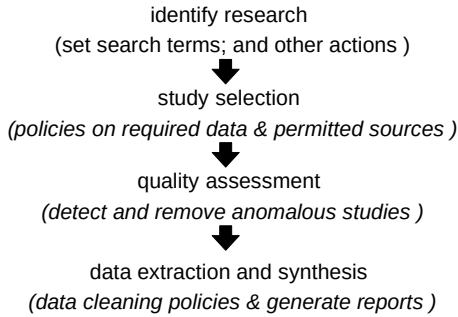 identify research
(set search terms; and other actions )
study selection
(policies on required data & permitted sources )
quality assessment
(detect and remove anomalous studies )
data extraction and synthesis
(data cleaning policies & generate reports )